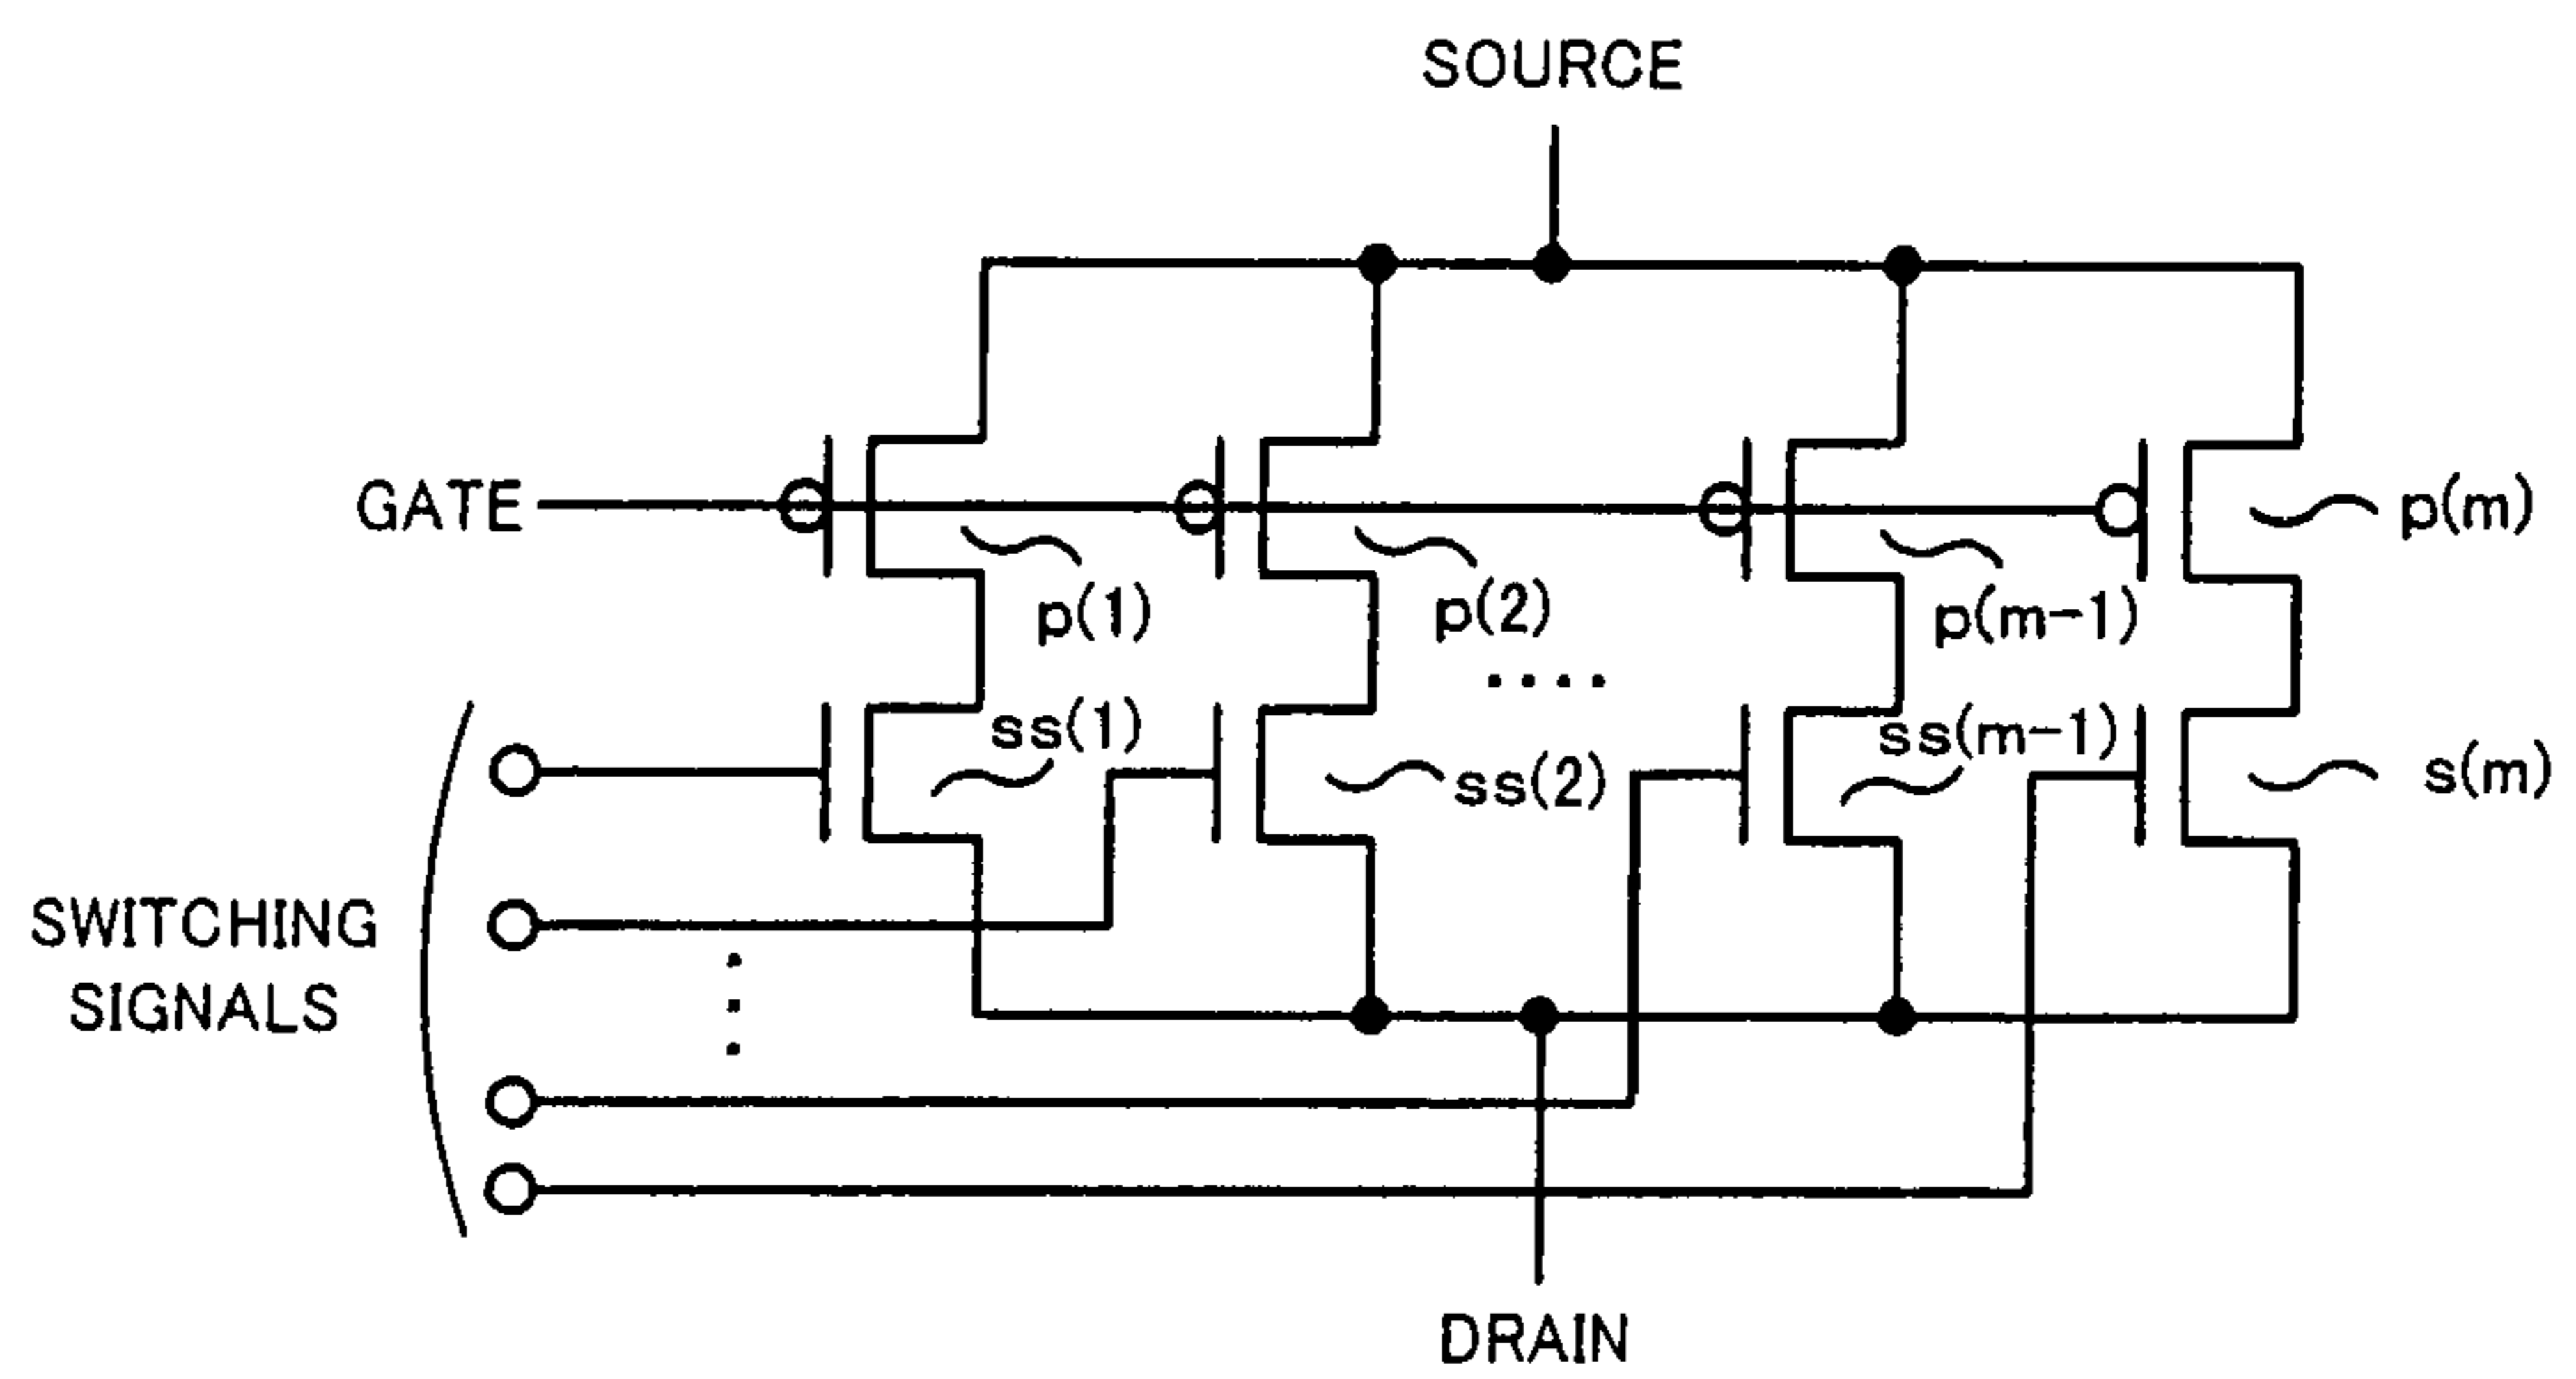 SOURCE
GATE
p(m)
p(1)
p(2)
p(m-1)
ss(1)
ss(m-1)
ss(2)
s(m)
SWITCHING
SIGNALS
DRAIN